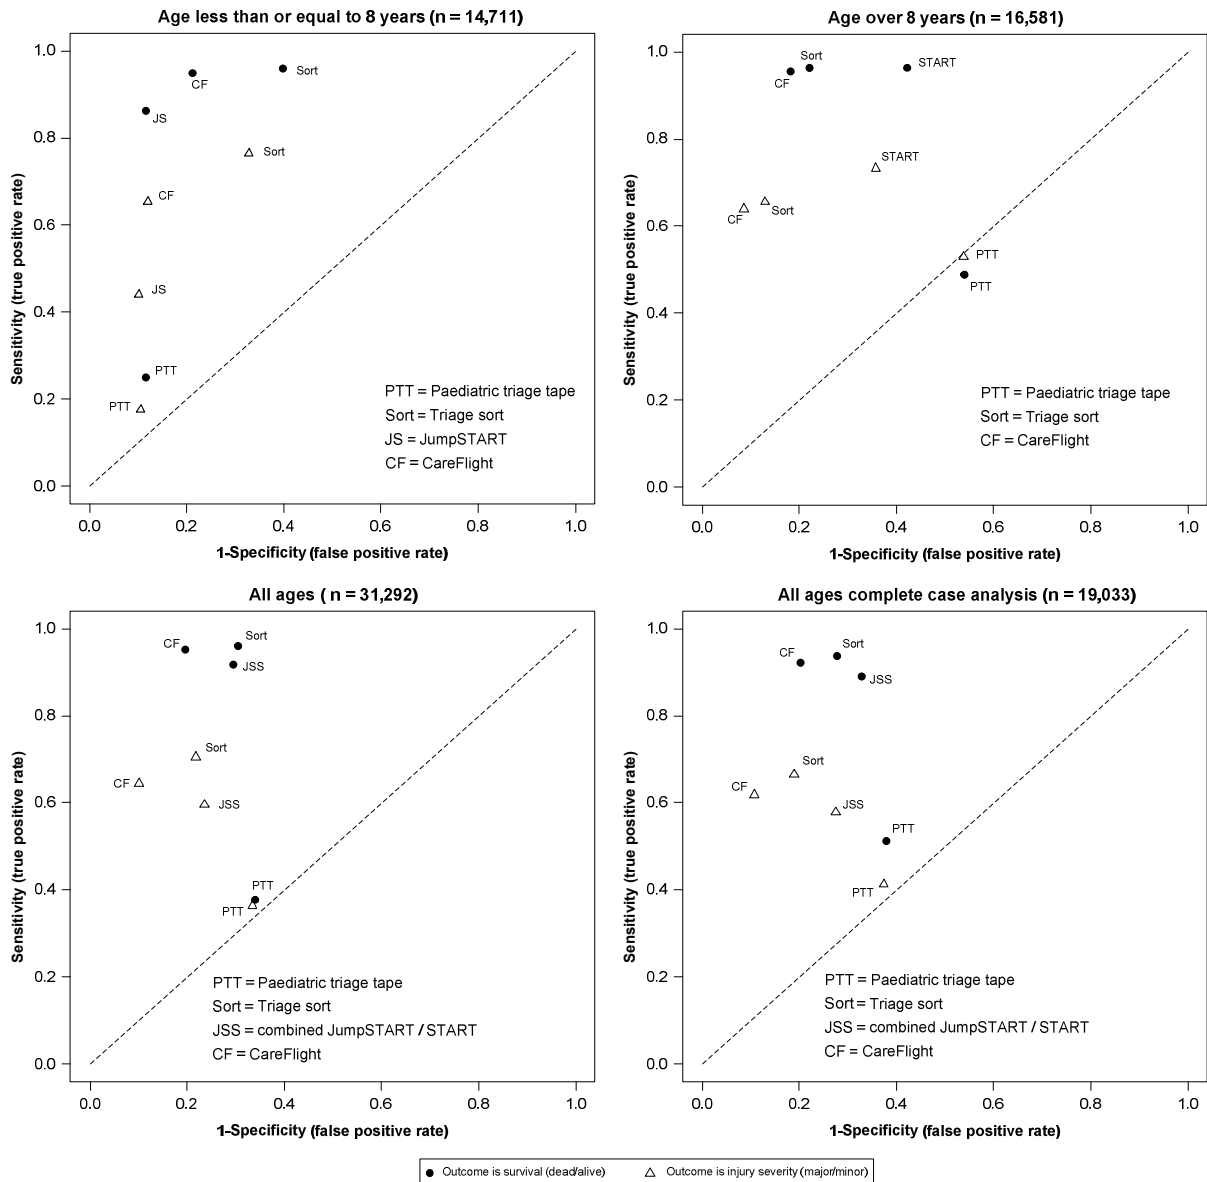 Age less than or equal to 8 years (n = 14,711)
Sensitivity (true positive rate)
1.0
0.8
0.6
0.4
0.2
0.0
CF
Sort
JS
Sort
CF
JS
PTT
PTT
PTT = Paediatric triage tape
Sort = Triage sort
JS = JumpSTART
CF = CareFlight
0.0 0.2 0.4 0.6 0.8 1.0
1-Specificity (false positive rate)
Age over 8 years (n = 16,581)
Sensitivity (true positive rate)
1.0
0.8
0.6
0.4
0.2
0.0
Sort
START
CF
START
Sort
CF
PTT
PTT
PTT = Paediatric triage tape
Sort = Triage sort
CF = CareFlight
0.0 0.2 0.4 0.6 0.8 1.0
1-Specificity (false positive rate)
All ages ( n = 31,292)
Sensitivity (true positive rate)
1.0
0.8
0.6
0.4
0.2
0.0
CF
Sort
JSS
Sort
CF
JSS
PTT
PTT
PTT = Paediatric triage tape
Sort = Triage sort
JSS = combined JumpSTART / START
CF = CareFlight
0.0 0.2 0.4 0.6 0.8 1.0
1-Specificity (false positive rate)
All ages complete case analysis (n = 19,033)
Sensitivity (true positive rate)
1.0
0.8
0.6
0.4
0.2
0.0
Sort
CF
JSS
Sort
CF
JSS
PTT
PTT
PTT = Paediatric triage tape
Sort = Triage sort
JSS = combined JumpSTART / START
CF = CareFlight
0.0 0.2 0.4 0.6 0.8 1.0
1-Specificity (false positive rate)
Outcome is survival (dead/alive) Outcome is injury severity (major/minor)